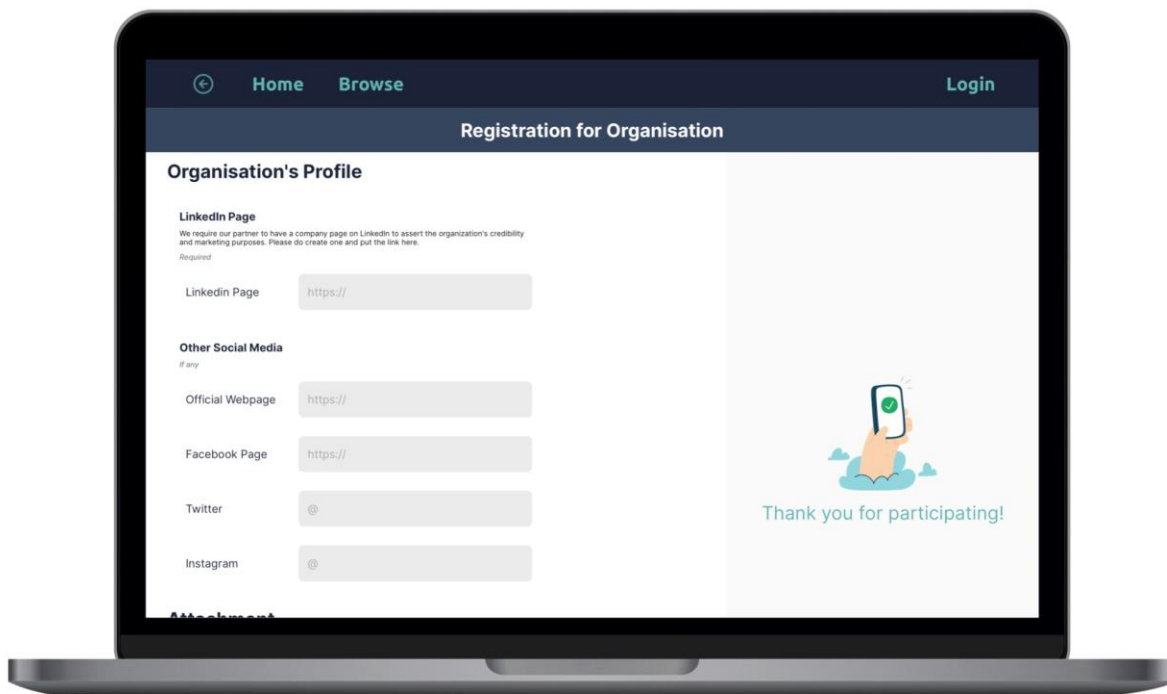 Home Browse Login
Registration for Organisation
Organisation's Profile
LinkedIn Page
We require our partner to have a company page on LinkedIn to assert the organization's credibility
and marketing purposes. Please do create one and put the link here.
Required
Linkedin Page https://
Other Social Media
If any
Official Webpage https://
Facebook Page https://
Twitter @
Instagram @
Thank you for participating!
Attachment